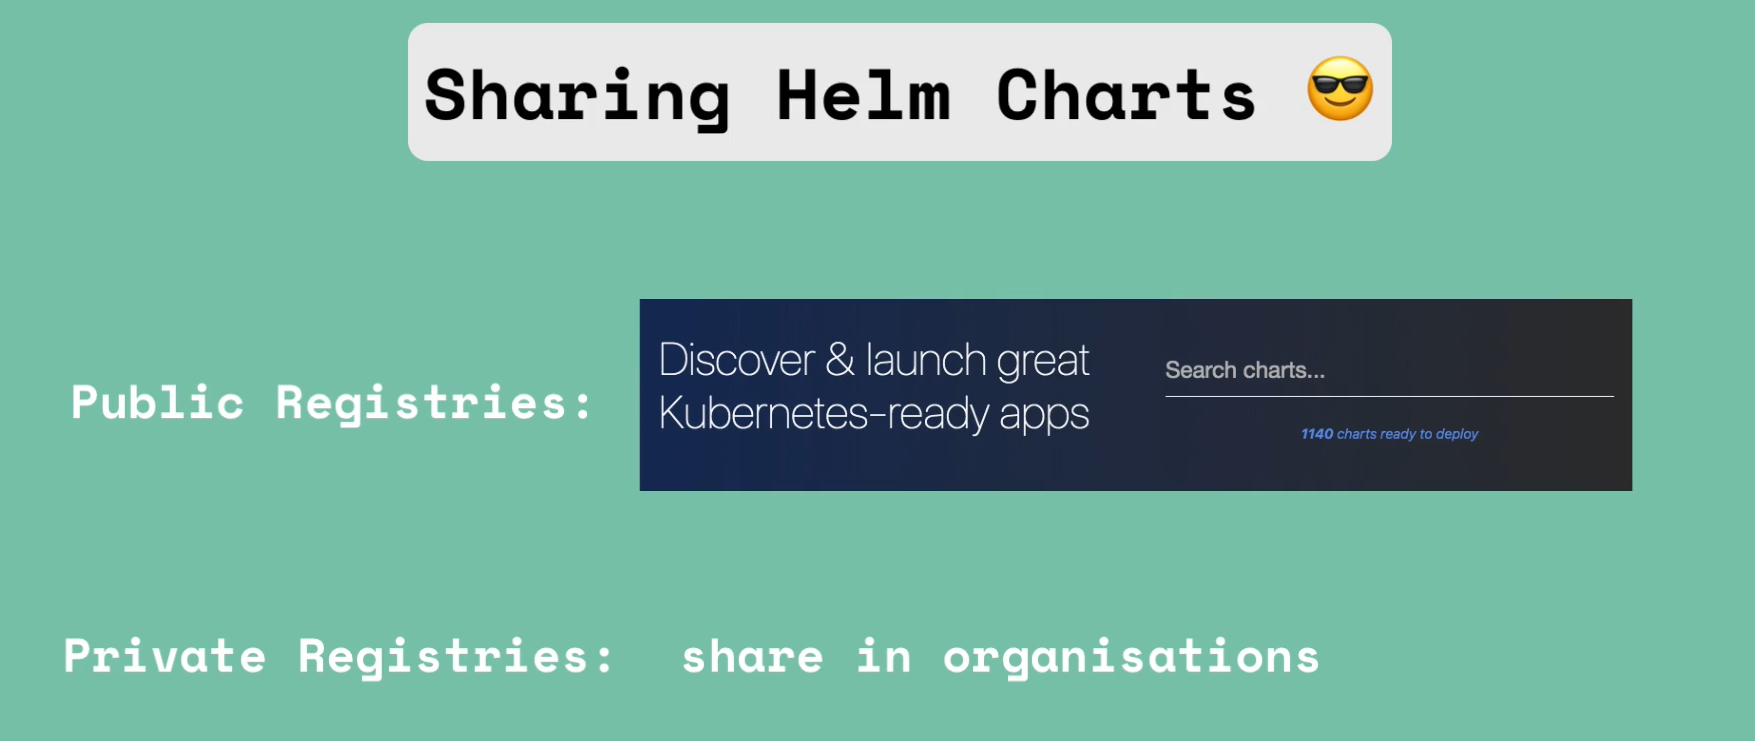 Sharing Helm Charts 😎
Public Registries:
Discover & launch great
Kubernetes-ready apps
Search charts...
1140 charts ready to deploy
Private Registries: share in organisations